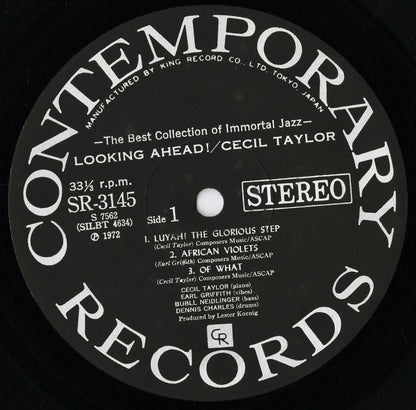 CONTEMPORARY
MANUFACTURED BY KING RECORD CO., LTD. TOKYO, JAPAN
—The Best Collection of Immortal Jazz—
LOOKING AHEAD!/CECIL TAYLOR
33⅓ r.p.m.
SR-3145
S 7562
(SILBT 4634)
Ⓟ 1972
Side 1
STEREO
1. LUYAH! THE GLORIOUS STEP
(Cecil Taylor) Composers Music/ASCAP
2. AFRICAN VIOLETS
(Earl Griffith) Composers Music/ASCAP
3. OF WHAT
(Cecil Taylor) Composers Music/ASCAP
CECIL TAYLOR (piano)
EARL GRIFFITH (vibes)
BUBLL NEIDLINGER (bass)
DENNIS CHARLES (drums)
Produced by Lester Koenig
CR
RECORDS